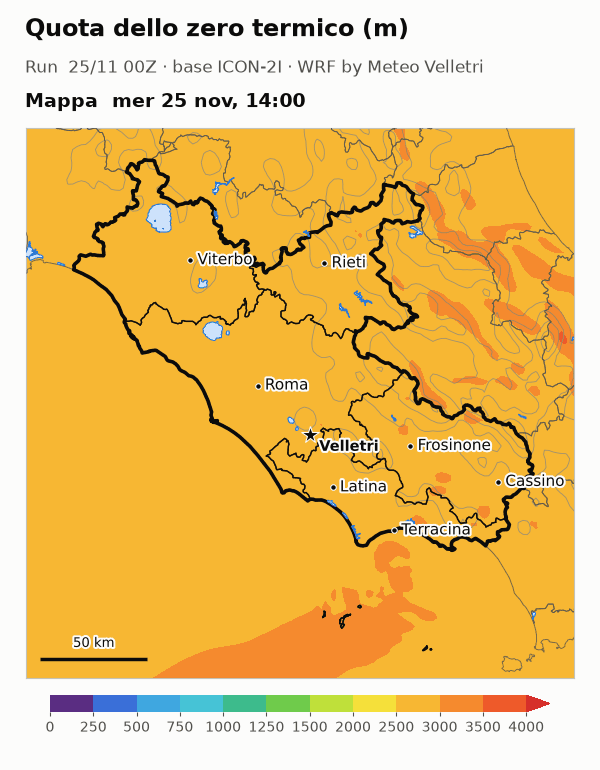 Quota dello zero termico (m)
Run  25/11 00Z · base ICON-2I · WRF by Meteo Velletri
Mappa  mer 25 nov, 14:00
Viterbo
Rieti
Roma
Velletri
Frosinone
Latina
Cassino
Terracina
50 km
0 250 500 750 1000 1250 1500 2000 2500 3000 3500 4000